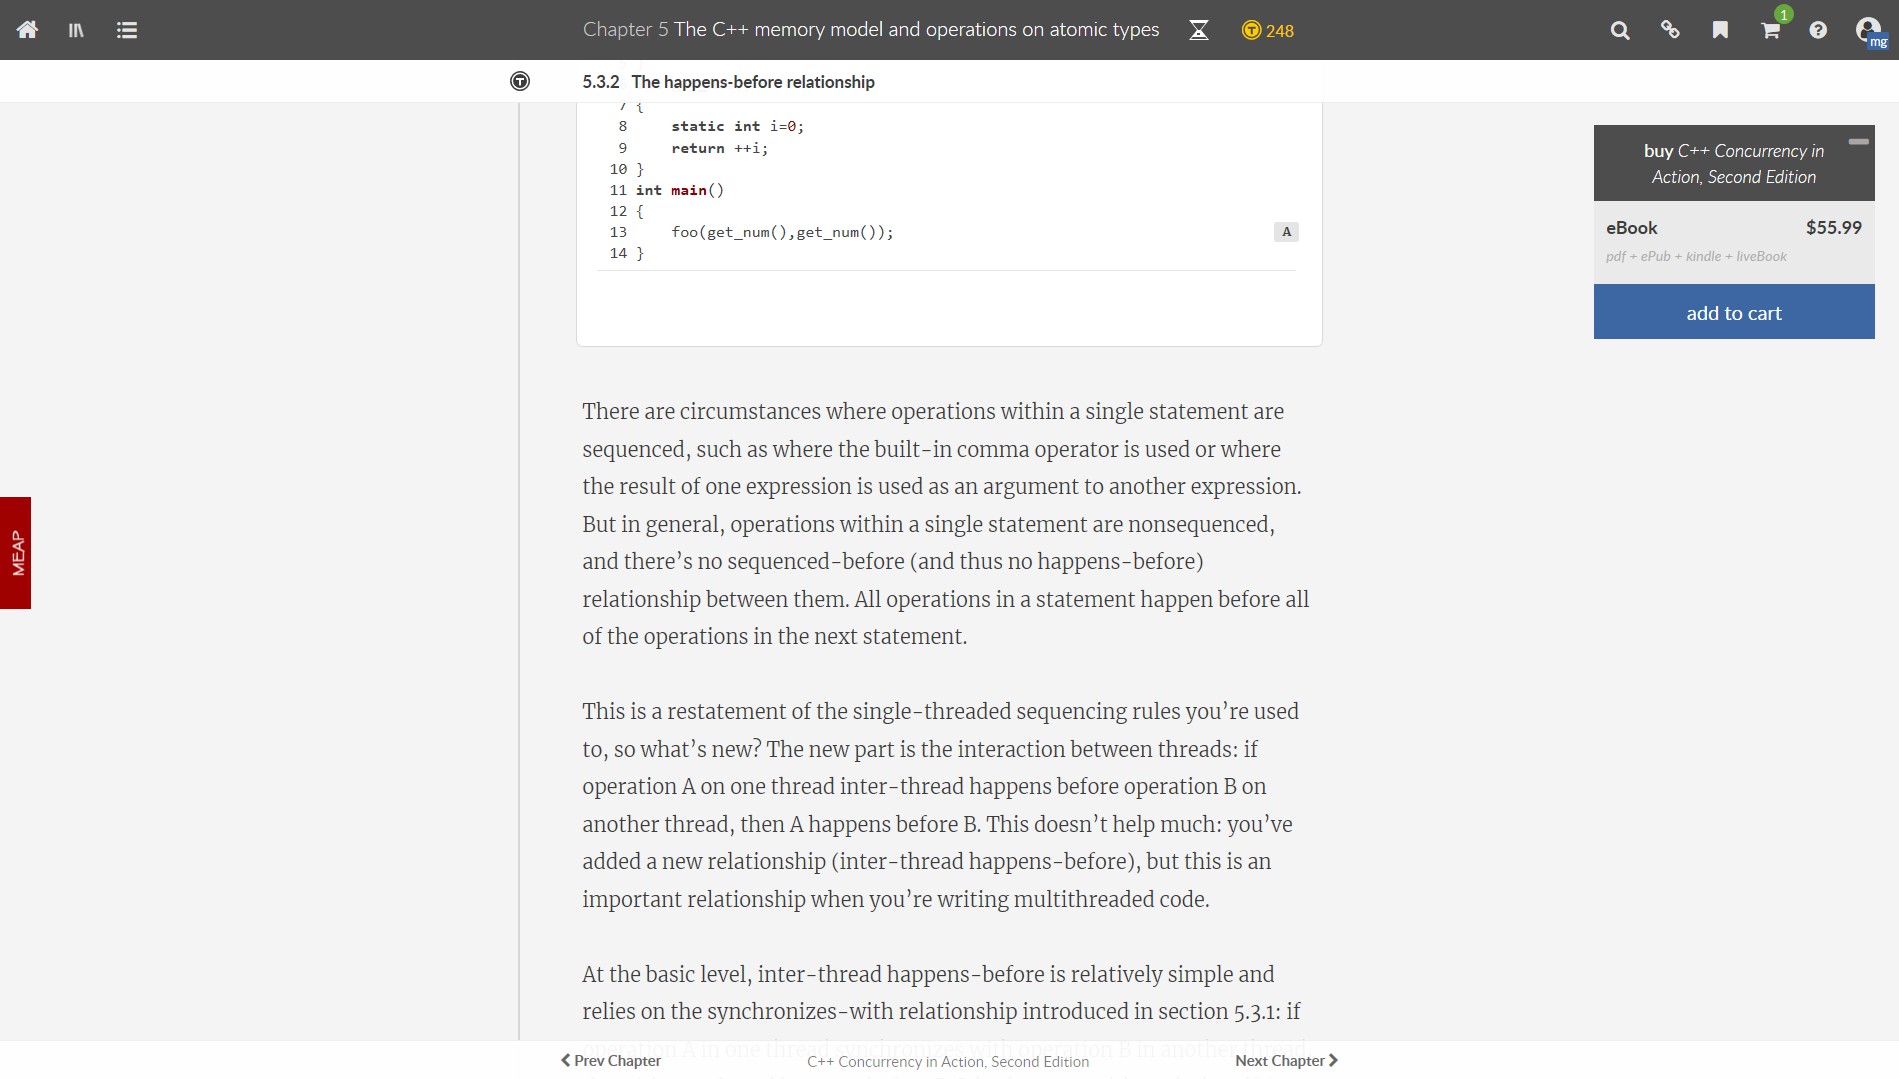 Chapter 5 The C++ memory model and operations on atomic types
248
1
mg
5.3.2 The happens-before relationship
7 {
8 static int i=0;
9 return ++i;
10 }
11 int main()
12 {
13 foo(get_num(),get_num());
A
14 }
buy C++ Concurrency in
Action, Second Edition
eBook $55.99
pdf + ePub + kindle + liveBook
add to cart
MEAP
There are circumstances where operations within a single statement are
sequenced, such as where the built-in comma operator is used or where
the result of one expression is used as an argument to another expression.
But in general, operations within a single statement are nonsequenced,
and there’s no sequenced-before (and thus no happens-before)
relationship between them. All operations in a statement happen before all
of the operations in the next statement.
This is a restatement of the single-threaded sequencing rules you’re used
to, so what’s new? The new part is the interaction between threads: if
operation A on one thread inter-thread happens before operation B on
another thread, then A happens before B. This doesn’t help much: you’ve
added a new relationship (inter-thread happens-before), but this is an
important relationship when you’re writing multithreaded code.
At the basic level, inter-thread happens-before is relatively simple and
relies on the synchronizes-with relationship introduced in section 5.3.1: if
operation A in one thread synchronizes with operation B in another thread,
Prev Chapter
C++ Concurrency in Action, Second Edition
Next Chapter